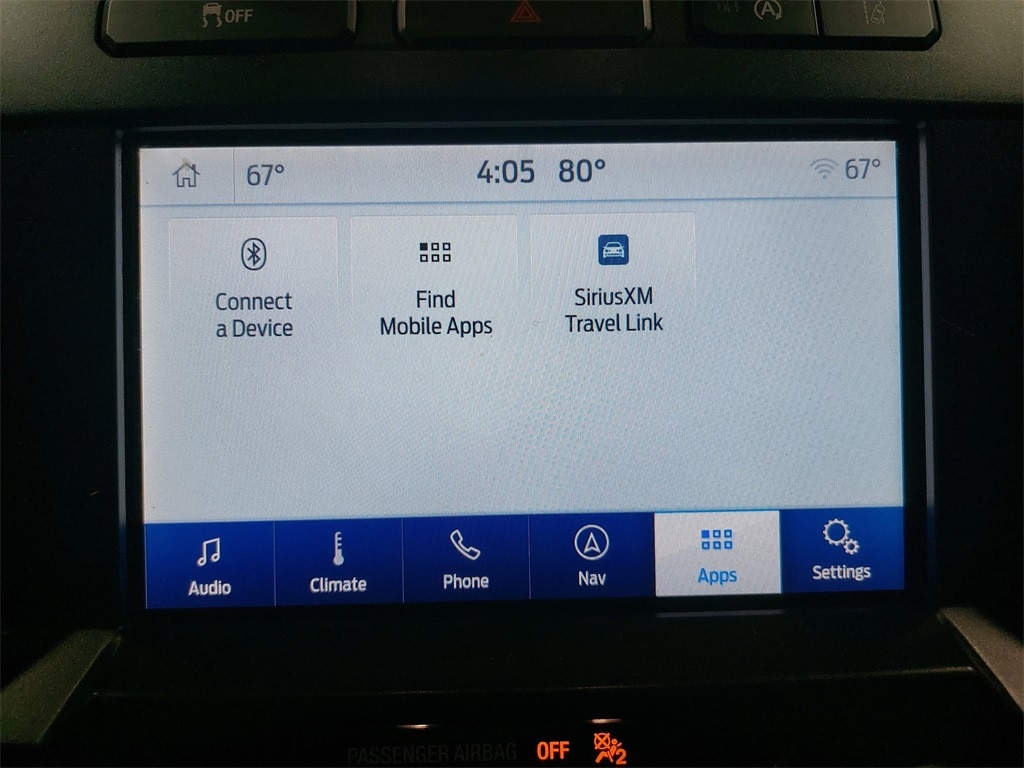 OFF
67° 4:05 80° 67°
Connect
a Device
Find
Mobile Apps
SiriusXM
Travel Link
Audio
Climate
Phone
Nav
Apps
Settings
PASSENGER AIRBAG OFF 2